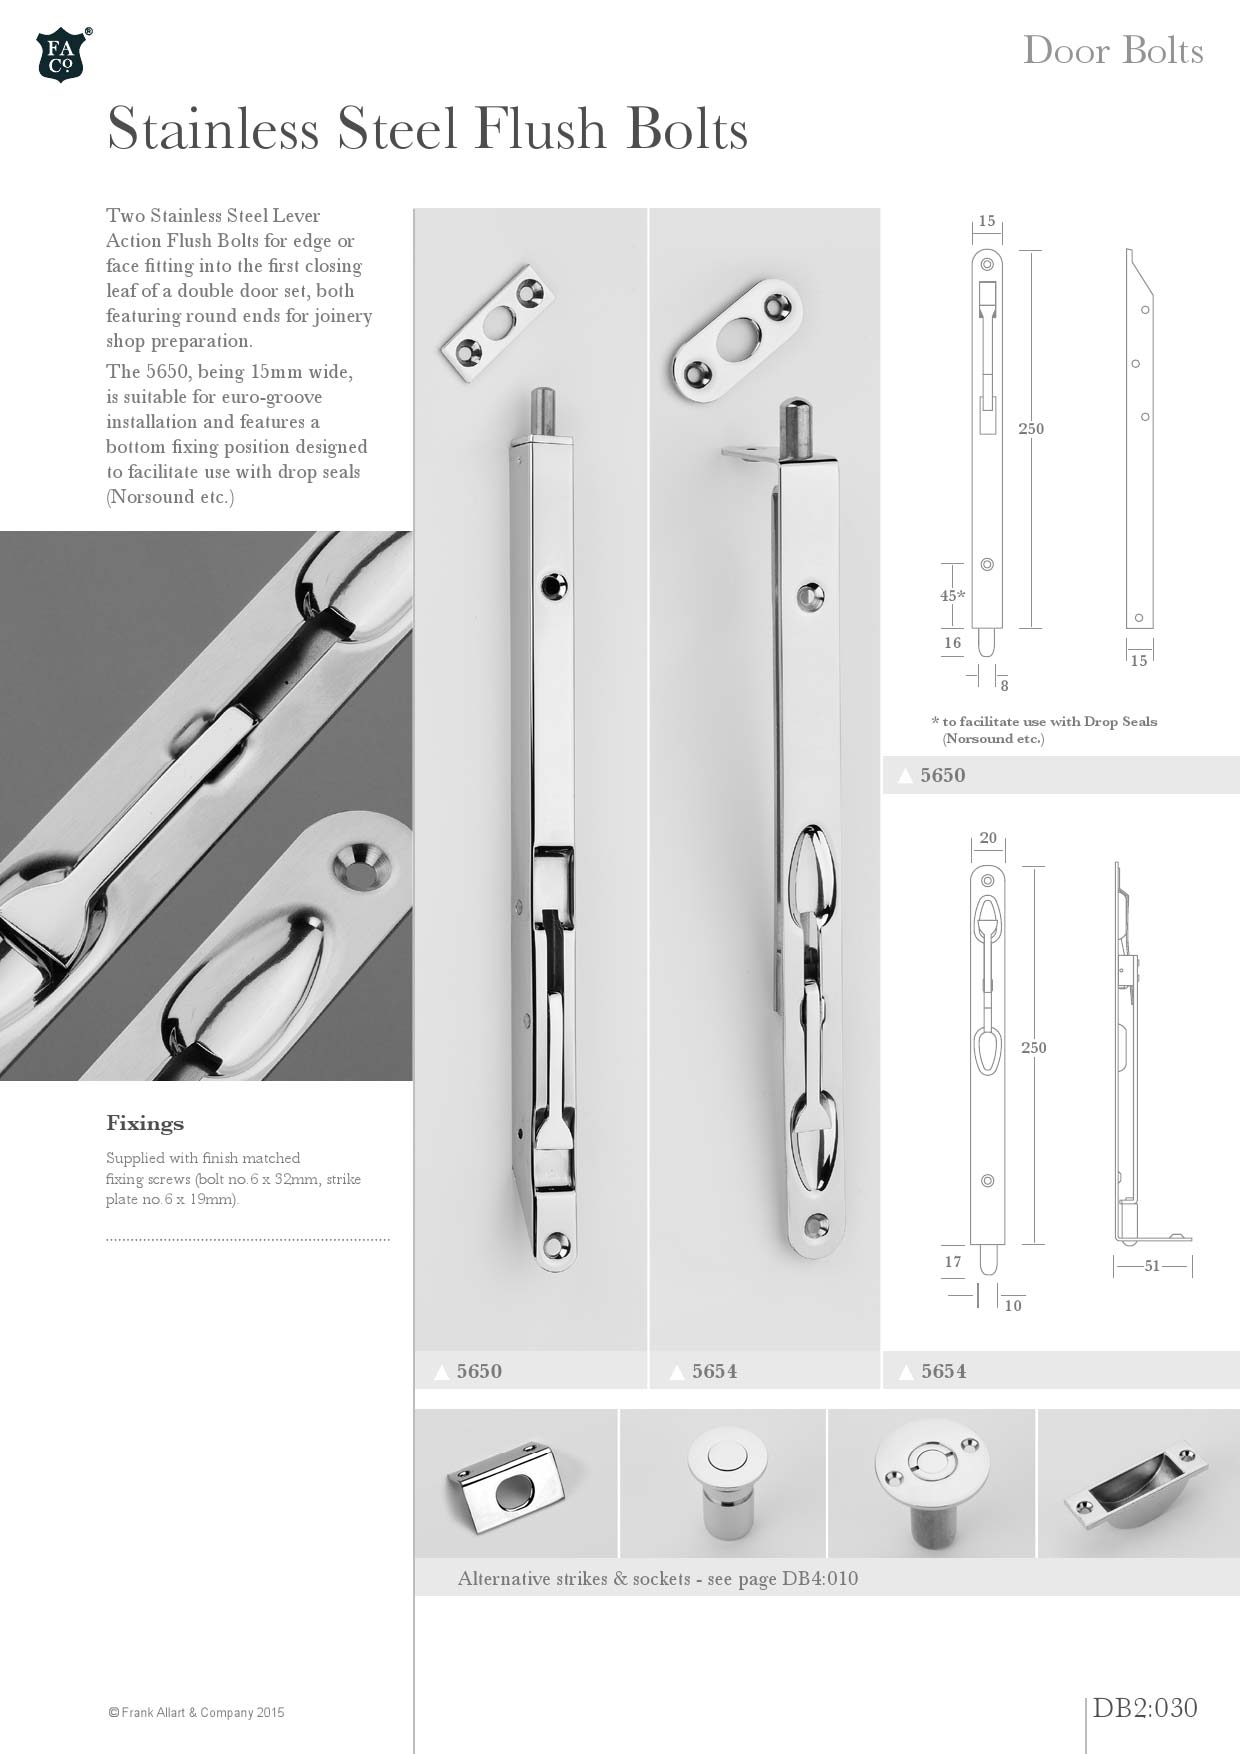 FA
Co.
®
Door Bolts
Stainless Steel Flush Bolts
Two Stainless Steel Lever
Action Flush Bolts for edge or
face fitting into the first closing
leaf of a double door set, both
featuring round ends for joinery
shop preparation.
The 5650, being 15mm wide,
is suitable for euro-groove
installation and features a
bottom fixing position designed
to facilitate use with drop seals
(Norsound etc.)
Fixings
Supplied with finish matched
fixing screws (bolt no.6 x 32mm, strike
plate no.6 x 19mm).
15
250
45*
16
8
15
* to facilitate use with Drop Seals
(Norsound etc.)
5650
20
250
17
10
51
5650
5654
5654
Alternative strikes & sockets - see page DB4:010
© Frank Allart & Company 2015
DB2:030